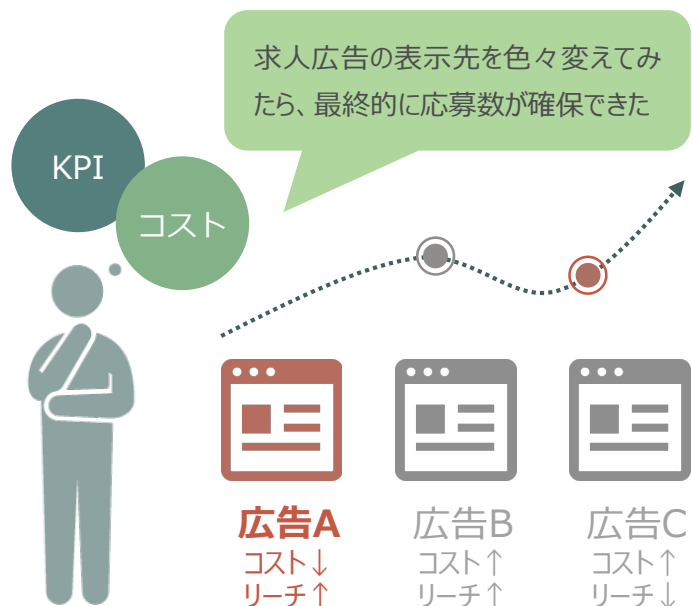 求人広告の表示先を色々変えてみ
たら、最終的に応募数が確保できた
KPI
コスト
広告A
コスト↓
リーチ↑
広告B
コスト↑
リーチ↑
広告C
コスト↑
リーチ↓